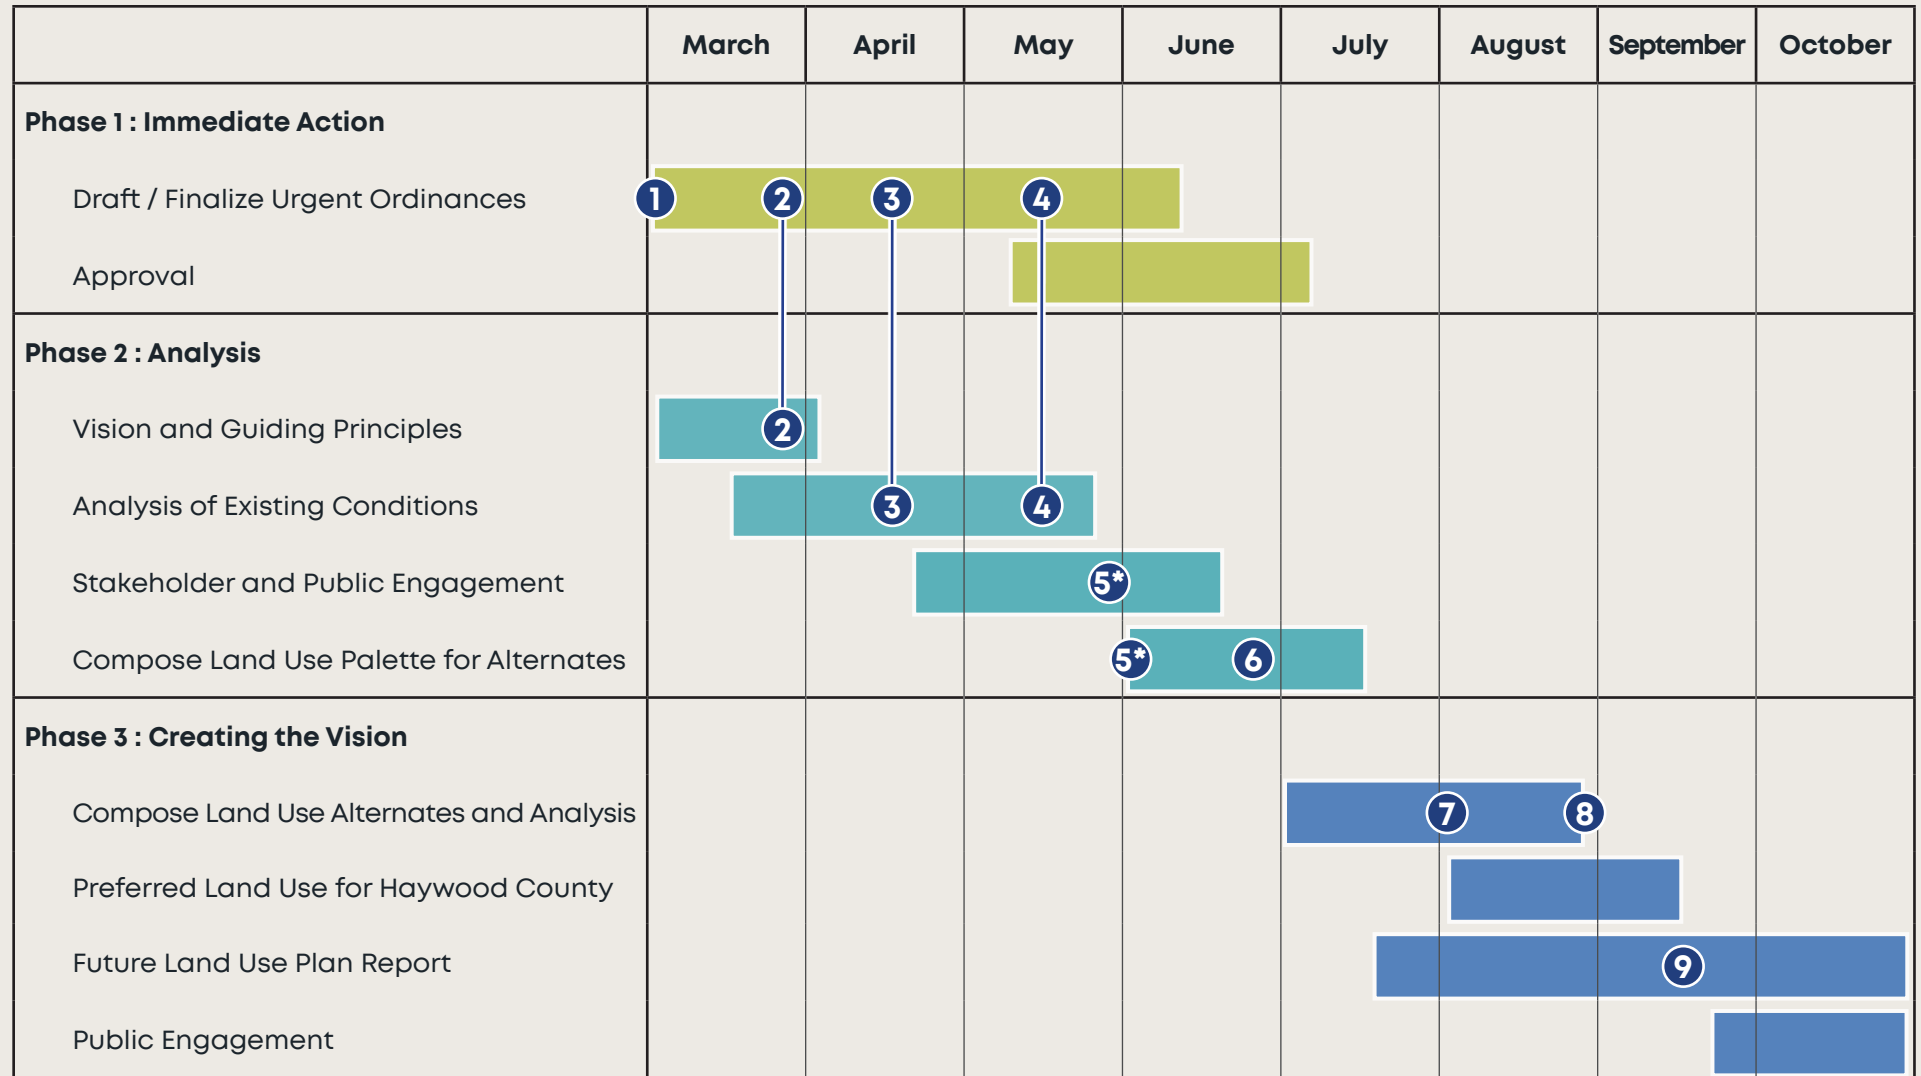 March April May June July August September October
Phase 1 : Immediate Action
Draft / Finalize Urgent Ordinances 1 2 3 4
Approval
Phase 2 : Analysis
Vision and Guiding Principles 2
Analysis of Existing Conditions 3 4
Stakeholder and Public Engagement 5*
Compose Land Use Palette for Alternates 5* 6
Phase 3 : Creating the Vision
Compose Land Use Alternates and Analysis 7 8
Preferred Land Use for Haywood County
Future Land Use Plan Report 9
Public Engagement